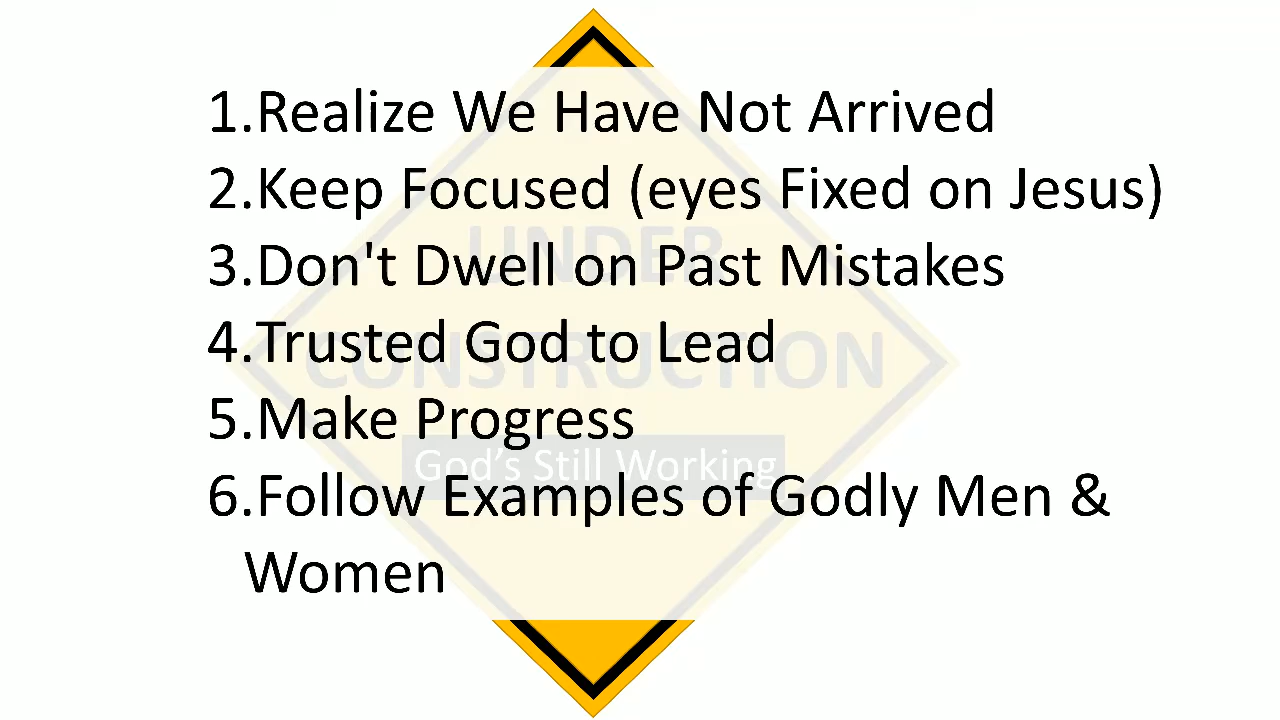 1.Realize We Have Not Arrived
2.Keep Focused (eyes Fixed on Jesus)
UNDER
3.Don't Dwell on Past Mistakes
4.Trusted God to Lead
CONSTRUCTION
5.Make Progress
God's Still Working
6.Follow Examples of Godly Men &
Women